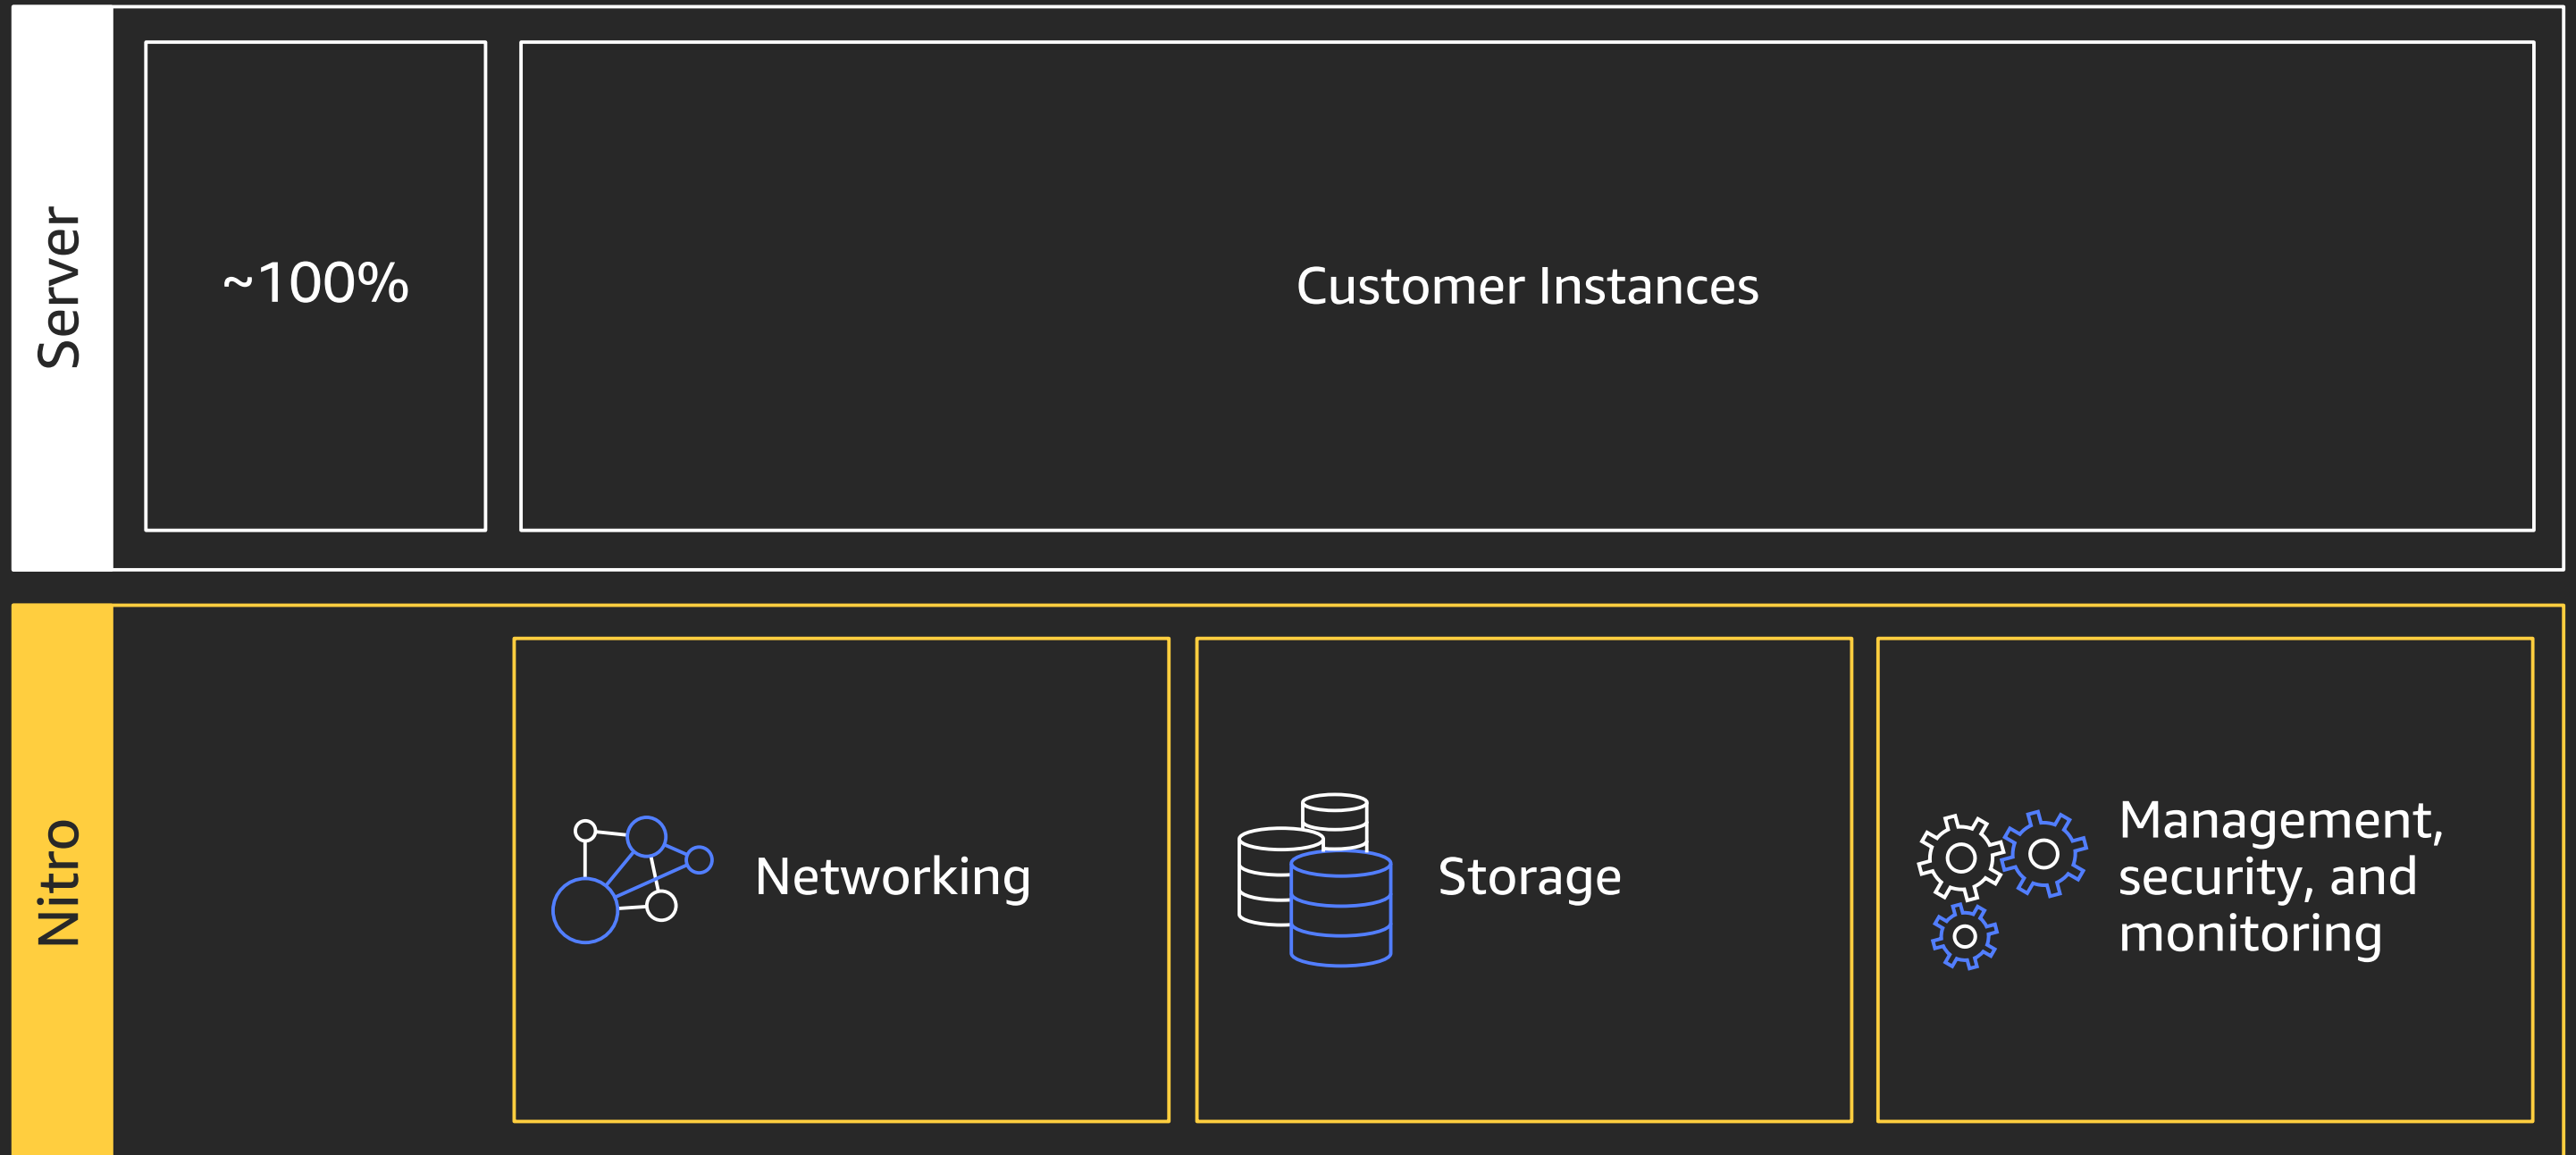 Server
~100%
Customer Instances
Nitro
Networking
Storage
Management,
security, and
monitoring